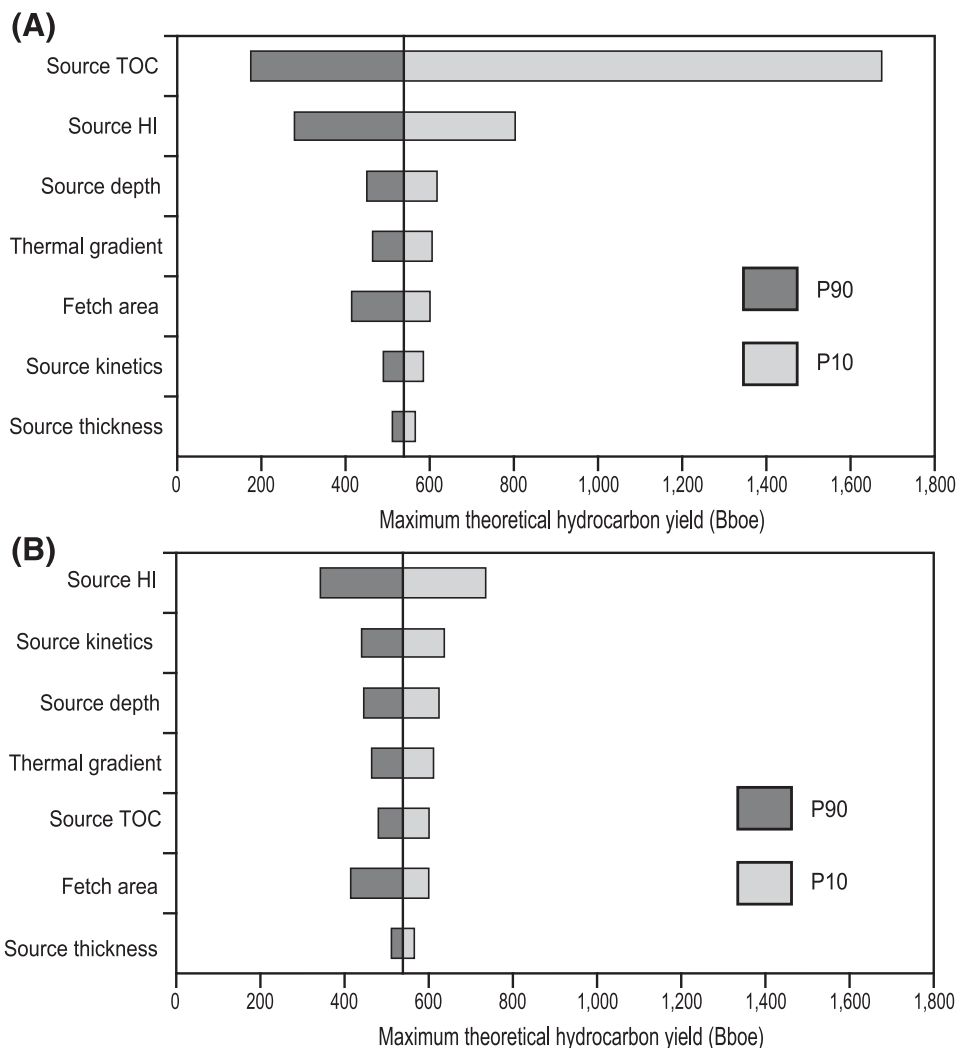 (A)
Source TOC
Source HI
Source depth
Thermal gradient
Fetch area
Source kinetics
Source thickness
P90
P10
0 200 400 600 800 1,000 1,200 1,400 1,600 1,800
Maximum theoretical hydrocarbon yield (Bboe)
(B)
Source HI
Source kinetics
Source depth
Thermal gradient
Source TOC
Fetch area
Source thickness
P90
P10
0 200 400 600 800 1,000 1,200 1,400 1,600 1,800
Maximum theoretical hydrocarbon yield (Bboe)